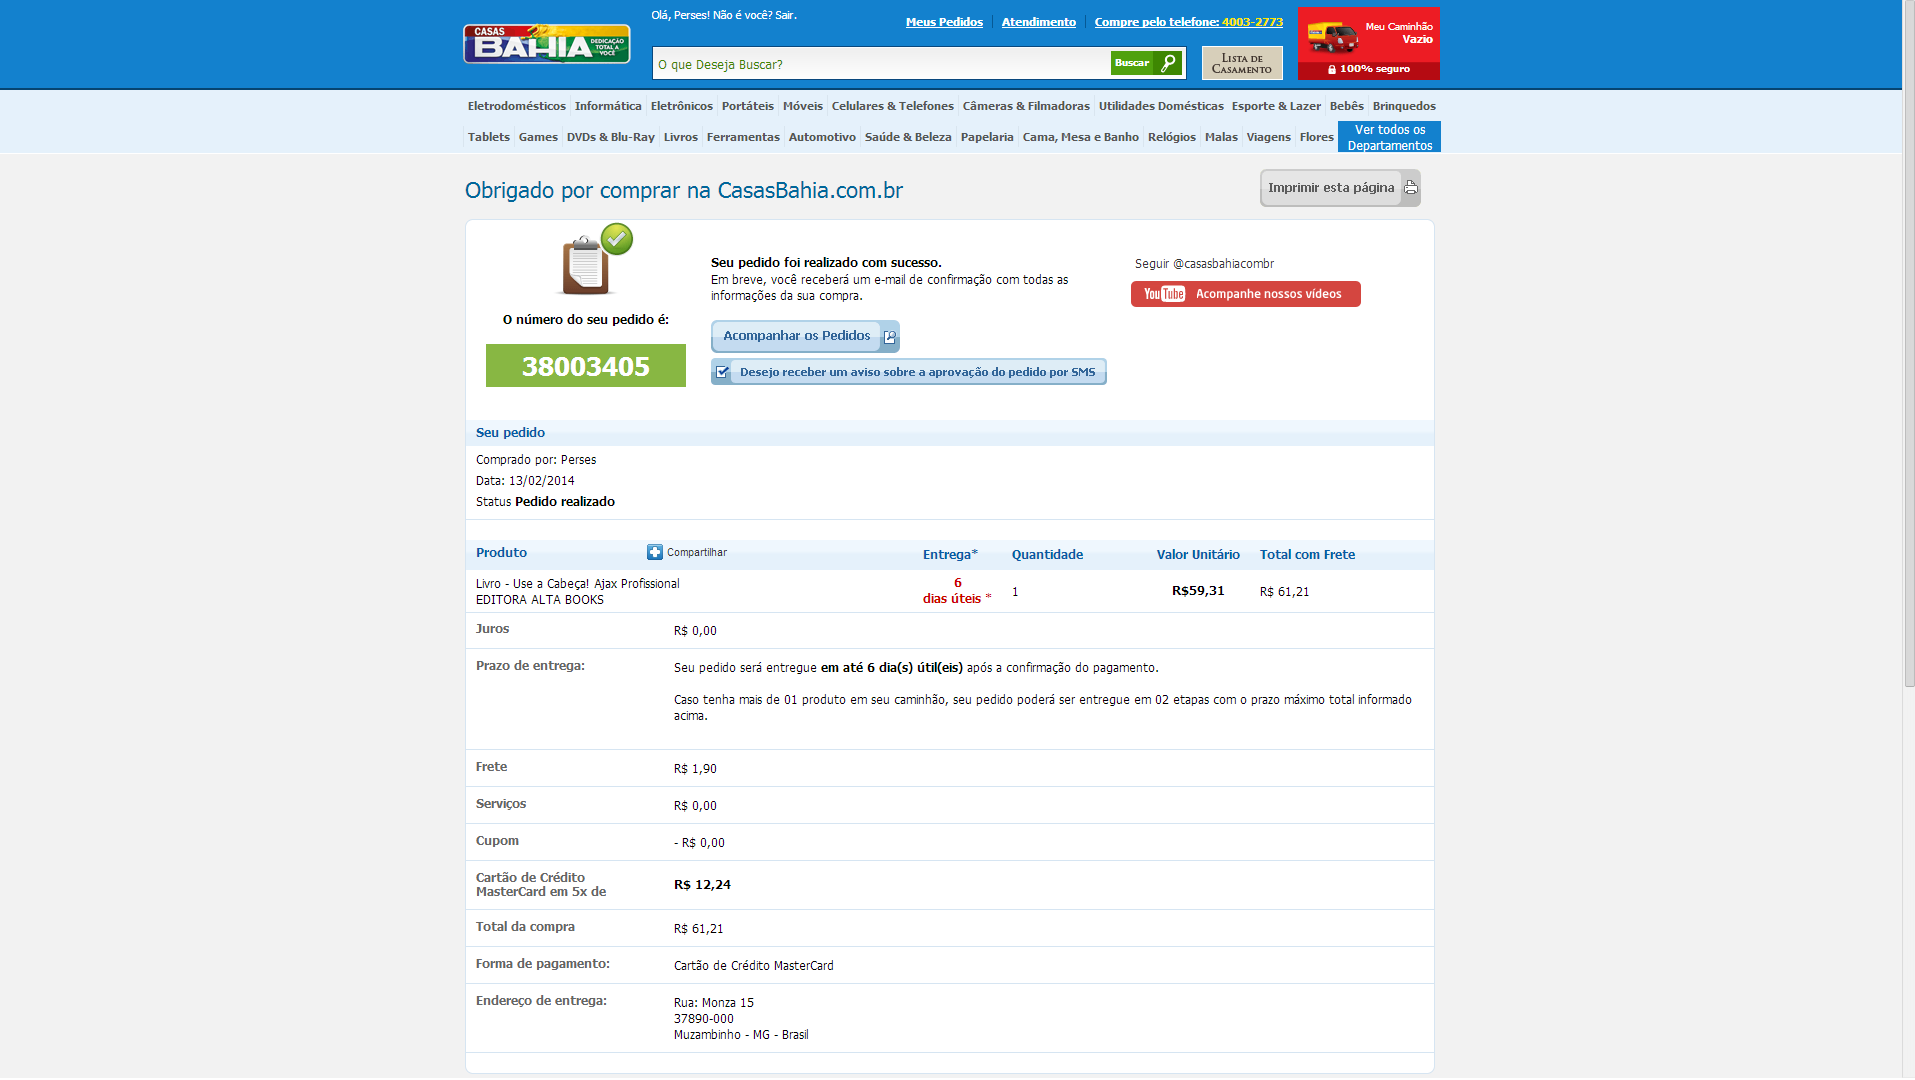 CASAS
BAHIA
DEDICAÇÃO
TOTAL A
VOCÊ
Olá, Perses! Não é você? Sair.
Meus Pedidos
Atendimento
Compre pelo telefone: 4003-2773
O que Deseja Buscar?
Buscar
LISTA DE
CASAMENTO
Meu Caminhão
Vazio
100% seguro
Eletrodomésticos Informática Eletrônicos Portáteis Móveis Celulares & Telefones Câmeras & Filmadoras Utilidades Domésticas Esporte & Lazer Bebês Brinquedos
Tablets Games DVDs & Blu-Ray Livros Ferramentas Automotivo Saúde & Beleza Papelaria Cama, Mesa e Banho Relógios Malas Viagens Flores
Ver todos os
Departamentos
Obrigado por comprar na CasasBahia.com.br
Imprimir esta página
O número do seu pedido é:
38003405
Seu pedido foi realizado com sucesso.
Em breve, você receberá um e-mail de confirmação com todas as
informações da sua compra.
Acompanhar os Pedidos
Desejo receber um aviso sobre a aprovação do pedido por SMS
Seguir @casasbahiacombr
YouTube Acompanhe nossos vídeos
Seu pedido
Comprado por: Perses
Data: 13/02/2014
Status Pedido realizado
Produto Compartilhar Entrega* Quantidade Valor Unitário Total com Frete
Livro - Use a Cabeça! Ajax Profissional
EDITORA ALTA BOOKS
6
dias úteis *
1
R$59,31
R$ 61,21
Juros R$ 0,00
Prazo de entrega: Seu pedido será entregue em até 6 dia(s) útil(eis) após a confirmação do pagamento.
Caso tenha mais de 01 produto em seu caminhão, seu pedido poderá ser entregue em 02 etapas com o prazo máximo total informado
acima.
Frete R$ 1,90
Serviços R$ 0,00
Cupom - R$ 0,00
Cartão de Crédito
MasterCard em 5x de
R$ 12,24
Total da compra R$ 61,21
Forma de pagamento: Cartão de Crédito MasterCard
Endereço de entrega: Rua: Monza 15
37890-000
Muzambinho - MG - Brasil